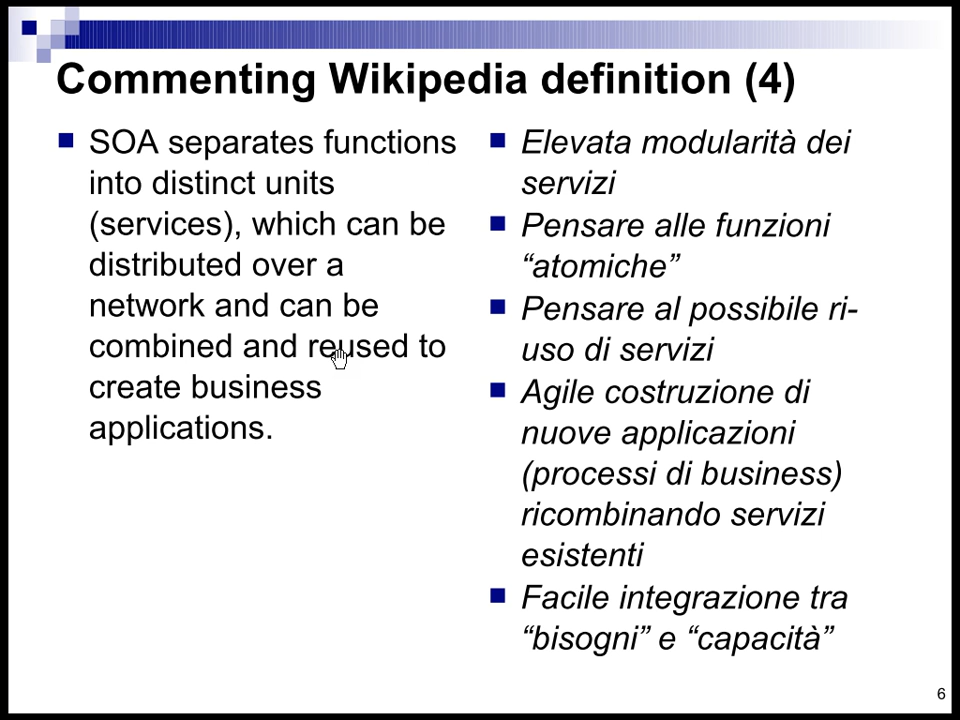 Commenting Wikipedia definition (4)
SOA separates functions
into distinct units
(services), which can be
distributed over a
network and can be
combined and reused to
create business
applications.
Elevata modularità dei
servizi
Pensare alle funzioni
“atomiche”
Pensare al possibile ri-
uso di servizi
Agile costruzione di
nuove applicazioni
(processi di business)
ricombinando servizi
esistenti
Facile integrazione tra
“bisogni” e “capacità”
6